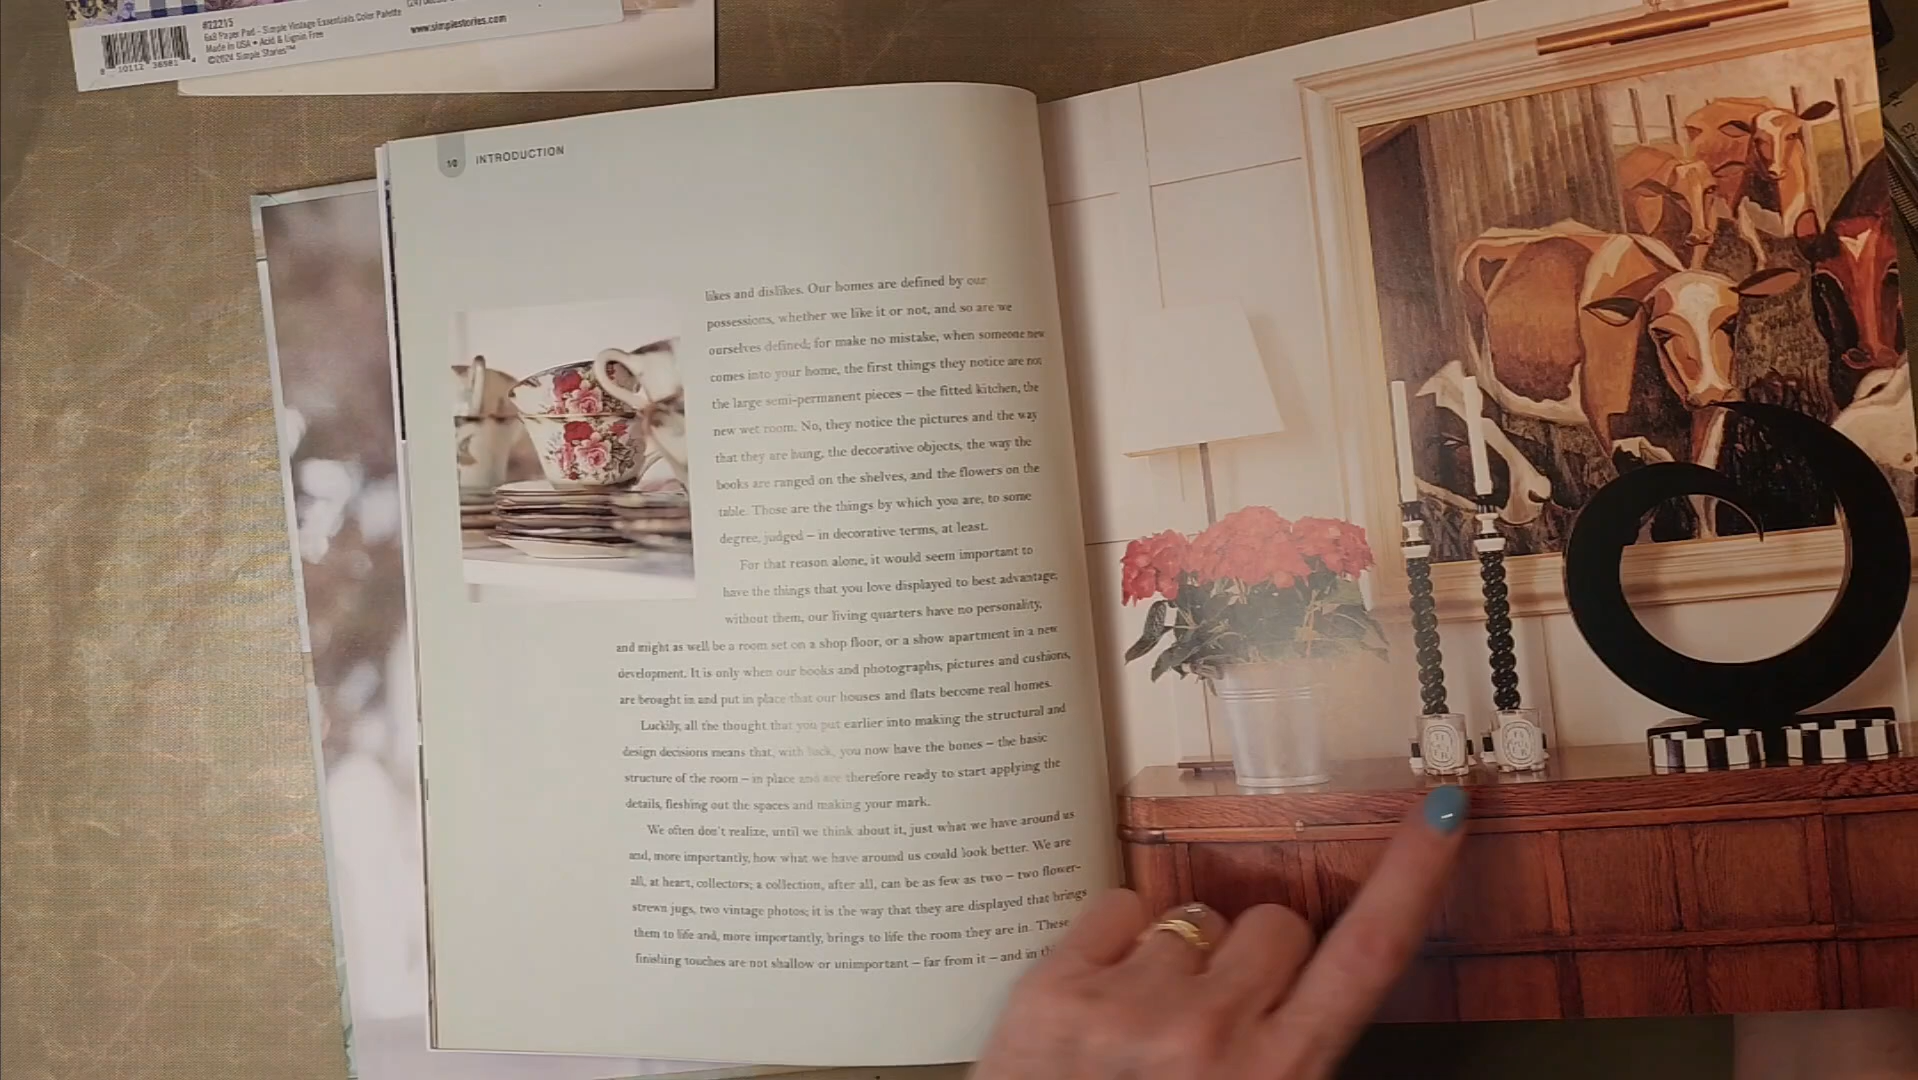 #22215
6x8 Paper Pad - Simple Vintage Essentials Color Palette
Made in USA • Acid & Lignin Free
©2024 Simple Stories™
www.simplestories.com
8 10112 38981 4
10 INTRODUCTION
likes and dislikes. Our homes are defined by our
possessions, whether we like it or not, and so are we
ourselves defined; for make no mistake, when someone new
comes into your home, the first things they notice are not
the large semi-permanent pieces – the fitted kitchen, the
new wet room. No, they notice the pictures and the way
that they are hung, the decorative objects, the way the
books are ranged on the shelves, and the flowers on the
table. Those are the things by which you are, to some
degree, judged – in decorative terms, at least.
For that reason alone, it would seem important to
have the things that you love displayed to best advantage;
without them, our living quarters have no personality,
and might as well be a room set on a shop floor, or a show apartment in a new
development. It is only when our books and photographs, pictures and cushions,
are brought in and put in place that our houses and flats become real homes.
Luckily, all the thought that you put earlier into making the structural and
design decisions means that, with luck, you now have the bones – the basic
structure of the room – in place and are therefore ready to start applying the
details, fleshing out the spaces and making your mark.
We often don't realize, until we think about it, just what we have around us
and, more importantly, how what we have around us could look better. We are
all, at heart, collectors; a collection, after all, can be as few as two – two flower-
strewn jugs, two vintage photos; it is the way that they are displayed that brings
them to life and, more importantly, brings to life the room they are in. These
finishing touches are not shallow or unimportant – far from it – and in